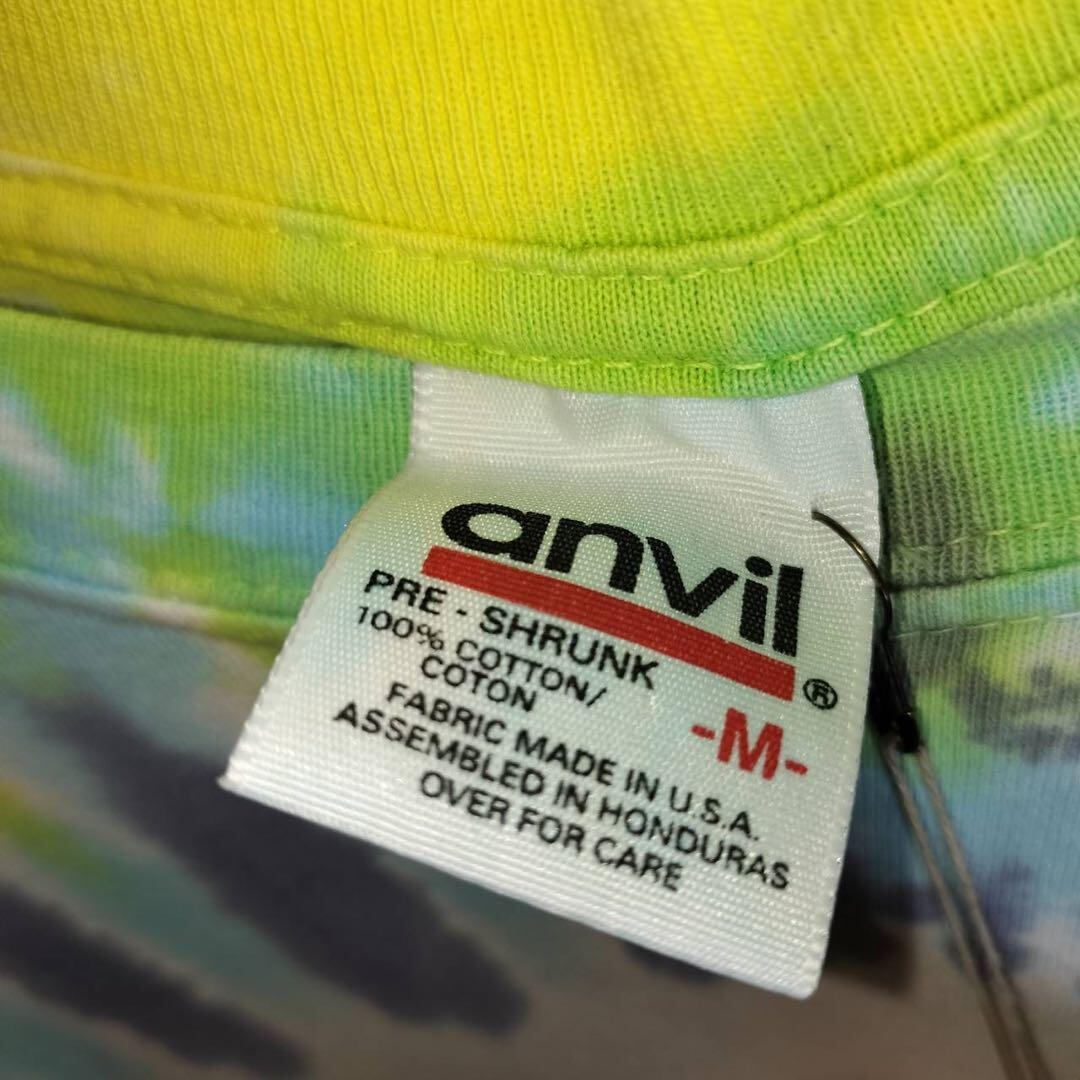 anvil®
PRE - SHRUNK
100% COTTON/
COTON
-M-
FABRIC MADE IN U.S.A.
ASSEMBLED IN HONDURAS
OVER FOR CARE